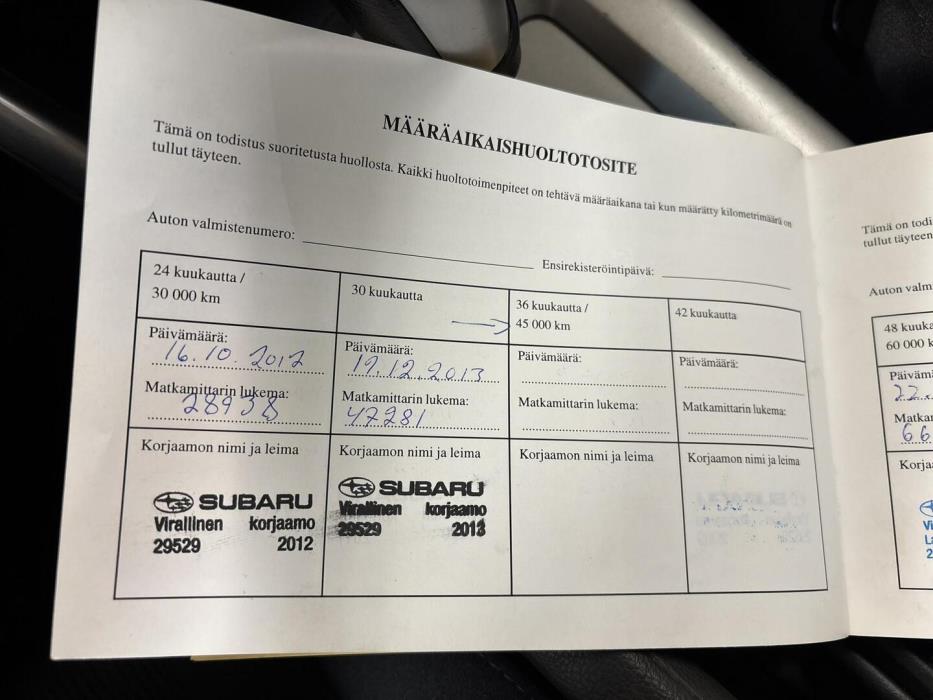 MÄÄRÄAIKAISHUOLTOTOSITE
Tämä on todistus suoritetusta huollosta. Kaikki huoltotoimenpiteet on tehtävä määräaikana tai kun määrätty kilometrimäärä on
tullut täyteen.
Auton valmistenumero:
Ensirekisteröintipäivä:
24 kuukautta /
30 000 km
30 kuukautta
36 kuukautta /
45 000 km
42 kuukautta
Päivämäärä:
16.10.2012
Päivämäärä:
19.12.2013
Päivämäärä:
Päivämäärä:
Matkamittarin lukema:
28938
Matkamittarin lukema:
47281
Matkamittarin lukema:
Matkamittarin lukema:
Korjaamon nimi ja leima
SUBARU
Virallinen korjaamo
29529 2012
Korjaamon nimi ja leima
SUBARU
Virallinen korjaamo
29529 2013
Korjaamon nimi ja leima
Korjaamon nimi ja leima
Tämä on todi
tullut täyteen
Auton valm
48 kuuka
60 000 k
Päiväm
22.
Matka
66
Korja